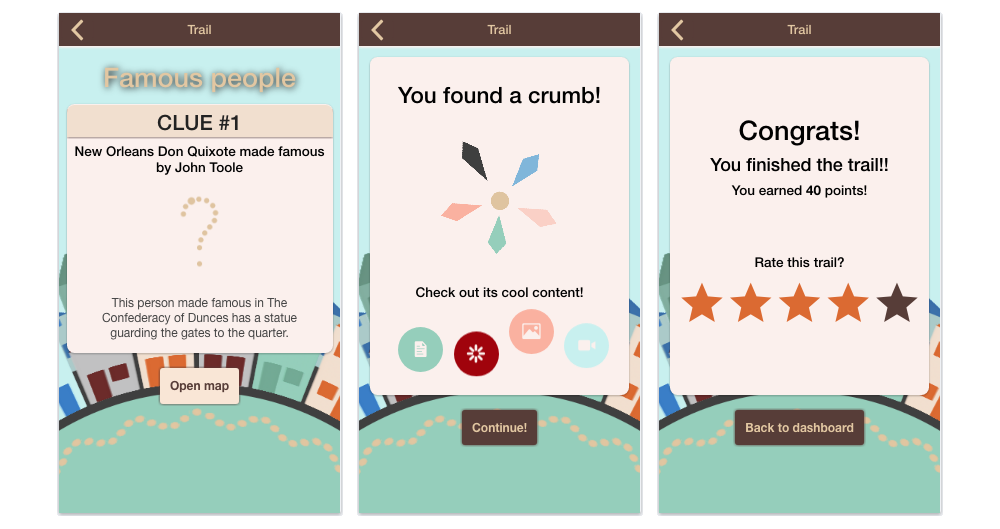 Trail
Famous people
CLUE #1
New Orleans Don Quixote made famous
by John Toole
This person made famous in The
Confederacy of Dunces has a statue
guarding the gates to the quarter.
Open map
Trail
You found a crumb!
Check out its cool content!
Continue!
Trail
Congrats!
You finished the trail!!
You earned 40 points!
Rate this trail?
Back to dashboard